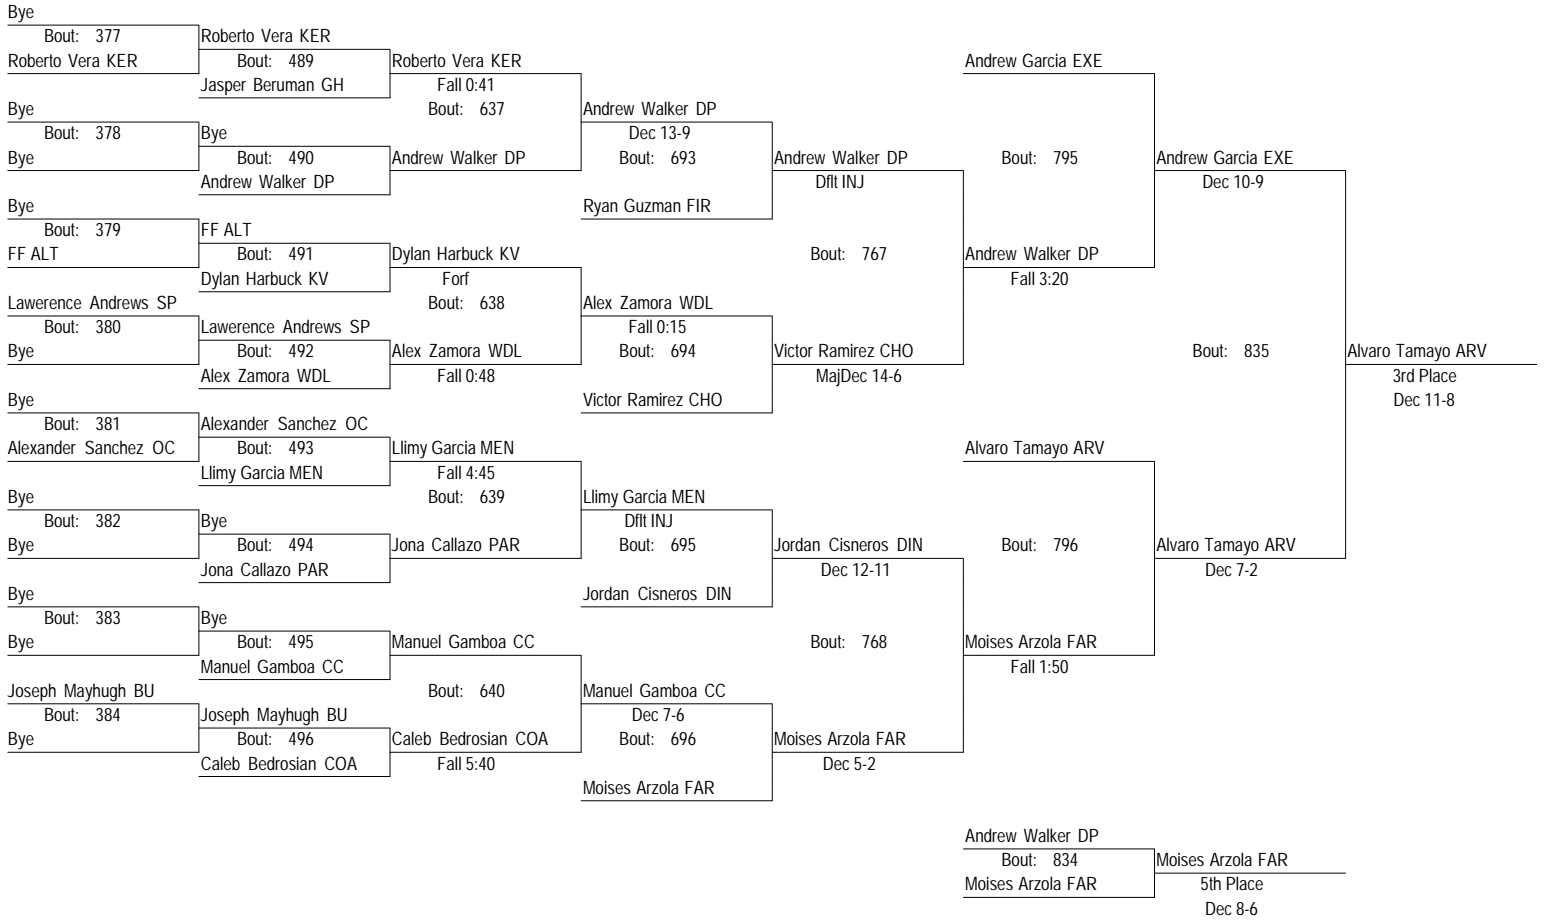 Bye
Bout: 377
Roberto Vera KER
Bye
Bout: 378
Bye
Bye
Bout: 379
FF ALT
Lawerence Andrews SP
Bout: 380
Bye
Bye
Bout: 381
Alexander Sanchez OC
Bye
Bout: 382
Bye
Bye
Bout: 383
Bye
Joseph Mayhugh BU
Bout: 384
Bye
Roberto Vera KER
Bout: 489
Jasper Beruman GH
Bye
Bout: 490
Andrew Walker DP
FF ALT
Bout: 491
Dylan Harbuck KV
Lawerence Andrews SP
Bout: 492
Alex Zamora WDL
Alexander Sanchez OC
Bout: 493
Llimy Garcia MEN
Bye
Bout: 494
Jona Callazo PAR
Bye
Bout: 495
Manuel Gamboa CC
Joseph Mayhugh BU
Bout: 496
Caleb Bedrosian COA
Roberto Vera KER
Fall 0:41
Bout: 637
Andrew Walker DP
Dylan Harbuck KV
Forf
Bout: 638
Alex Zamora WDL
Fall 0:48
Llimy Garcia MEN
Fall 4:45
Bout: 639
Jona Callazo PAR
Manuel Gamboa CC
Bout: 640
Caleb Bedrosian COA
Fall 5:40
Andrew Walker DP
Dec 13-9
Bout: 693
Ryan Guzman FIR
Alex Zamora WDL
Fall 0:15
Bout: 694
Victor Ramirez CHO
Llimy Garcia MEN
Dflt INJ
Bout: 695
Jordan Cisneros DIN
Manuel Gamboa CC
Dec 7-6
Bout: 696
Moises Arzola FAR
Andrew Walker DP
Dflt INJ
Bout: 767
Victor Ramirez CHO
MajDec 14-6
Jordan Cisneros DIN
Dec 12-11
Bout: 768
Moises Arzola FAR
Dec 5-2
Andrew Garcia EXE
Bout: 795
Andrew Walker DP
Fall 3:20
Alvaro Tamayo ARV
Bout: 796
Moises Arzola FAR
Fall 1:50
Andrew Garcia EXE
Dec 10-9
Bout: 835
Alvaro Tamayo ARV
Dec 7-2
Alvaro Tamayo ARV
3rd Place
Dec 11-8
Andrew Walker DP
Bout: 834
Moises Arzola FAR
Moises Arzola FAR
5th Place
Dec 8-6